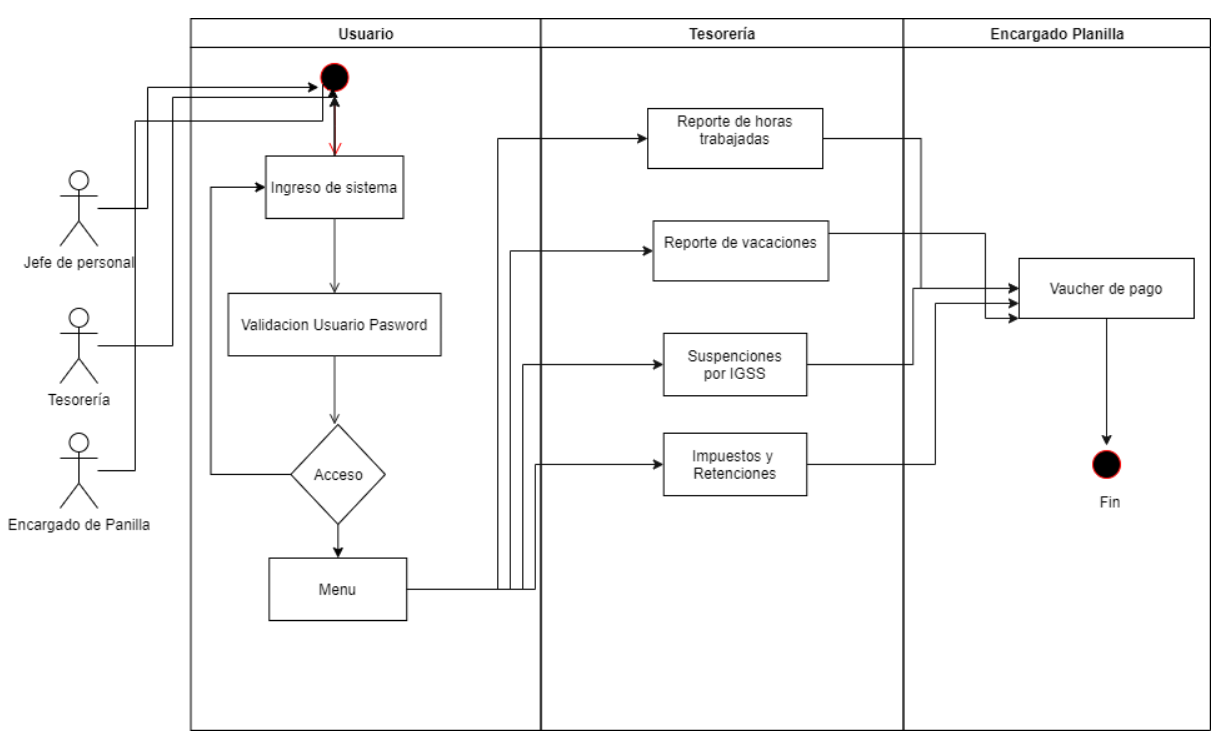 Usuario
Tesorería
Encargado Planilla
Reporte de horas
trabajadas
Ingreso de sistema
Jefe de personal
Reporte de vacaciones
Vaucher de pago
Validacion Usuario Pasword
Tesorería
Suspenciones
por IGSS
Encargado de Panilla
Acceso
Impuestos y
Retenciones
Fin
Menu